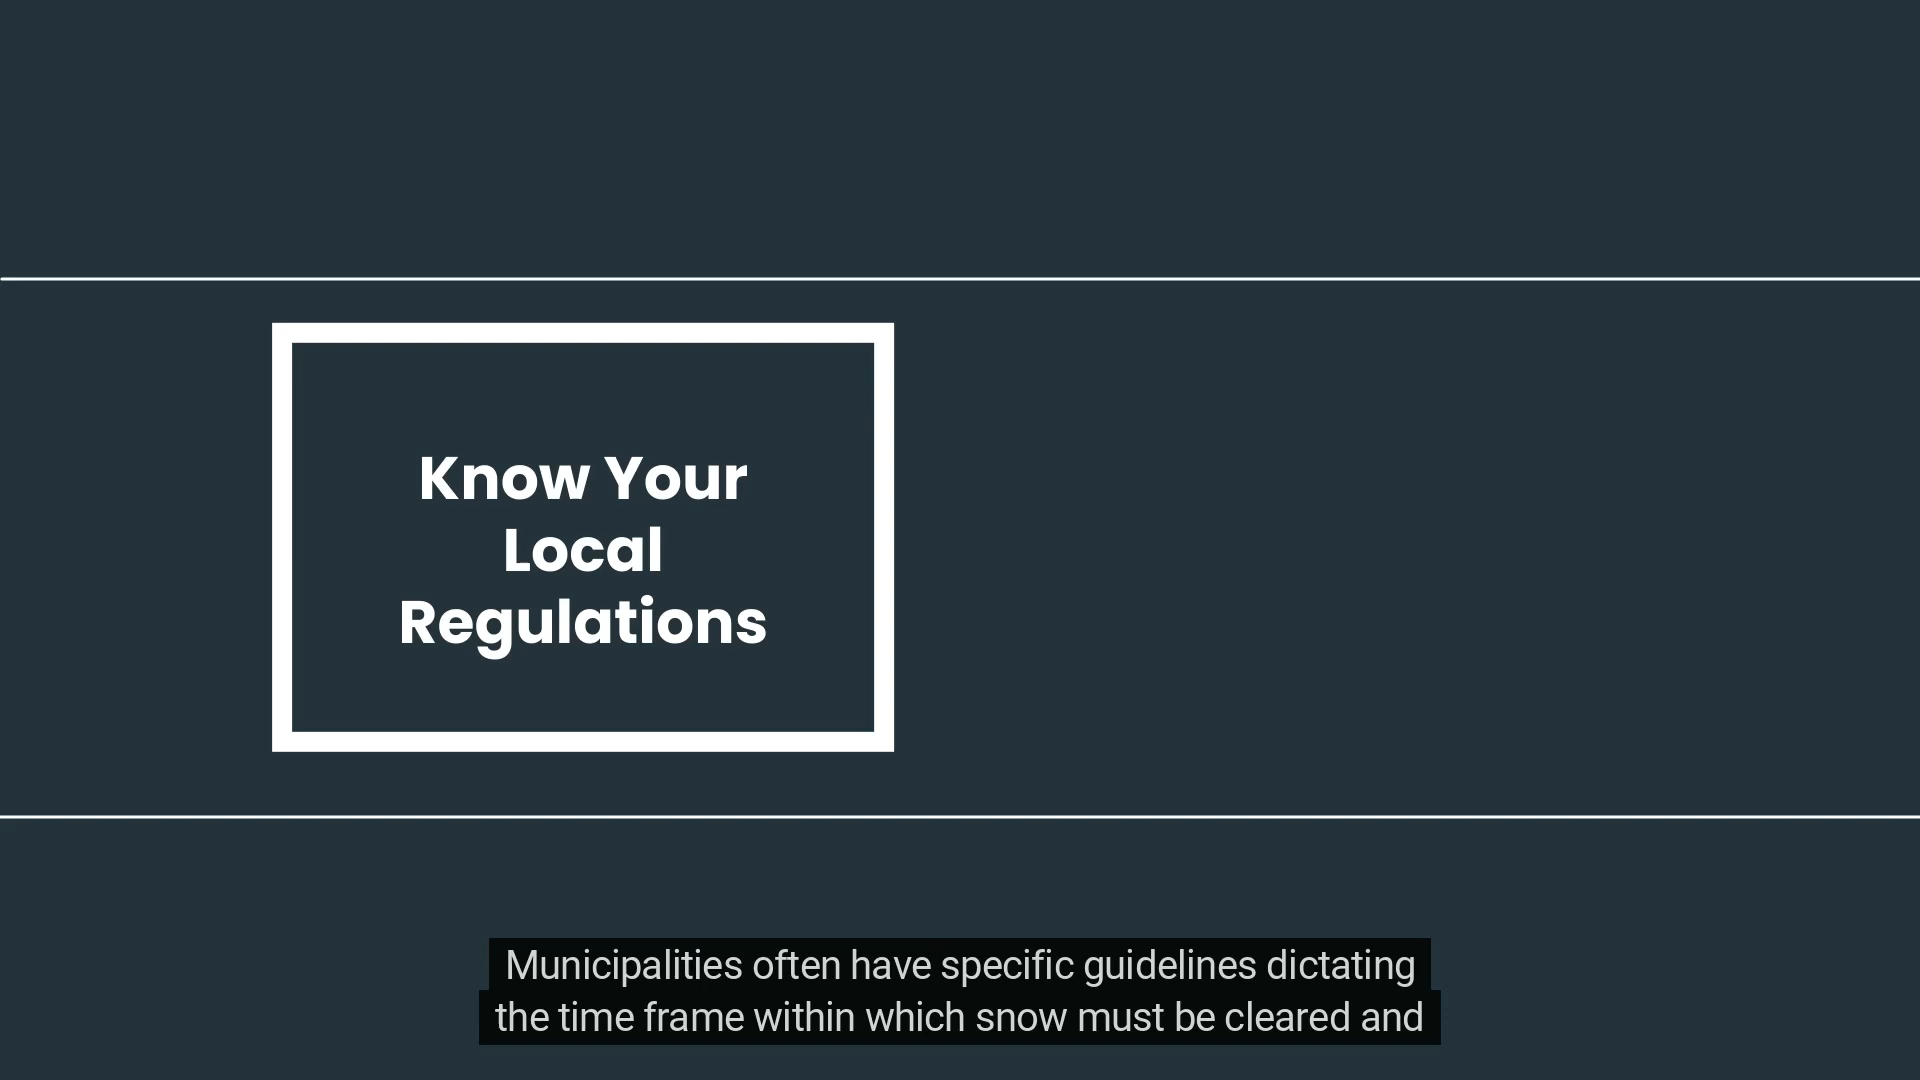 Know Your
Local
Regulations
Municipalities often have specific guidelines dictating
the time frame within which snow must be cleared and